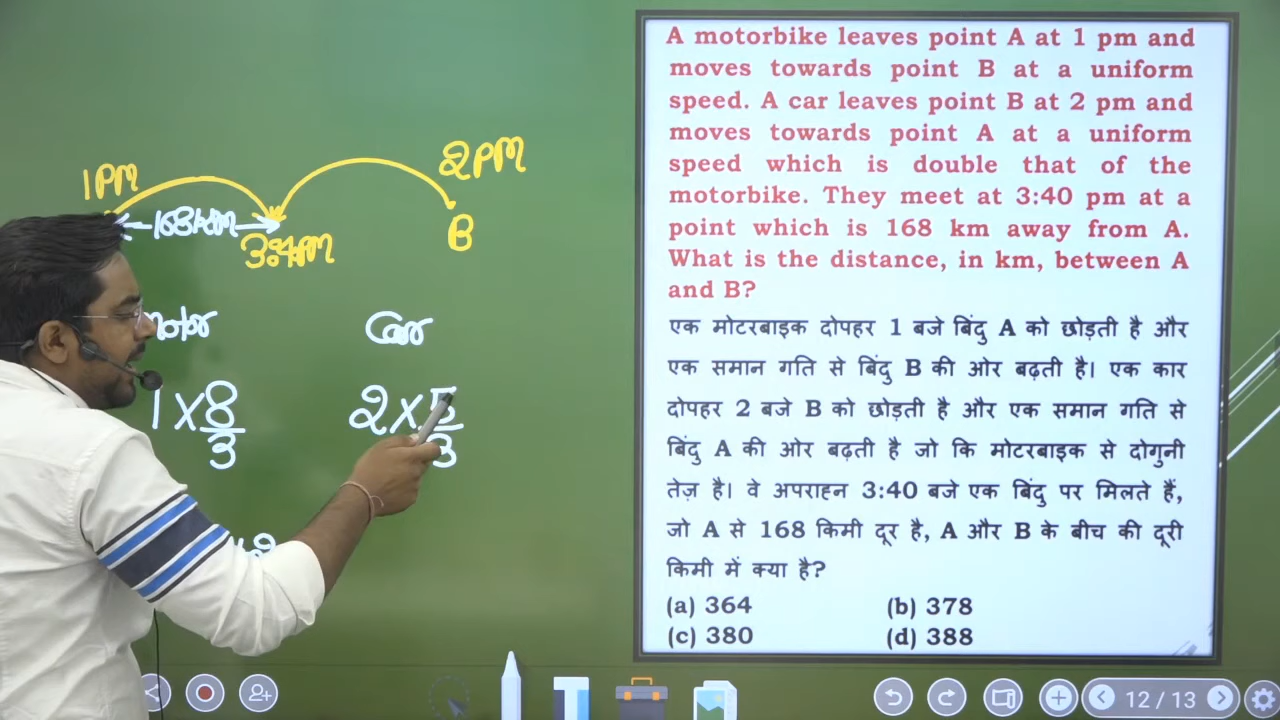 A motorbike leaves point A at 1 pm and
moves towards point B at a uniform
speed. A car leaves point B at 2 pm and
moves towards point A at a uniform
speed which is double that of the
motorbike. They meet at 3:40 pm at a
point which is 168 km away from A.
What is the distance, in km, between A
and B?
एक मोटरबाइक दोपहर 1 बजे बिंदु A को छोड़ती है और
एक समान गति से बिंदु B की ओर बढ़ती है। एक कार
दोपहर 2 बजे B को छोड़ती है और एक समान गति से
बिंदु A की ओर बढ़ती है जो कि मोटरबाइक से दोगुनी
तेज़ है। वे अपराह्न 3:40 बजे एक बिंदु पर मिलते हैं,
जो A से 168 किमी दूर है, A और B के बीच की दूरी
किमी में क्या है?
(a) 364 (b) 378
(c) 380 (d) 388
1PM
2PM
168km
B
Motor Car
1×8/3 2×5/3
12 / 13